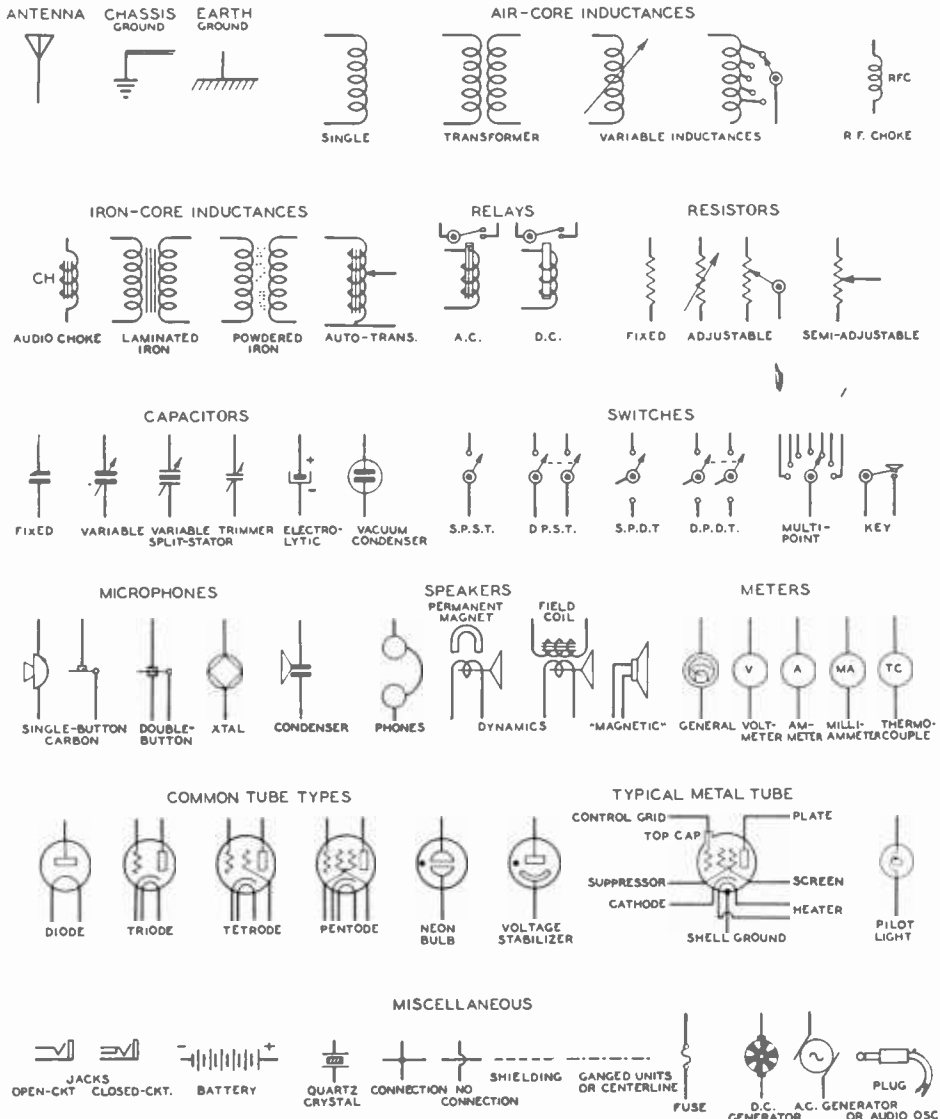 ANTENNA
CHASSIS
GROUND
EARTH
GROUND
AIR-CORE INDUCTANCES
RFC
SINGLE
TRANSFORMER
VARIABLE INDUCTANCES
R F. CHOKE
IRON-CORE INDUCTANCES
RELAYS
RESISTORS
CH
AUDIO CHOKE
LAMINATED
IRON
POWDERED
IRON
AUTO-TRANS.
A.C.
D.C.
FIXED
ADJUSTABLE
SEMI-ADJUSTABLE
CAPACITORS
SWITCHES
+
-
FIXED
VARIABLE
VARIABLE
SPLIT-STATOR
TRIMMER
ELECTRO-
LYTIC
VACUUM
CONDENSER
S.P.S.T.
D P.S.T.
S.P.D.T
D.P.D.T.
MULTI-
POINT
KEY
MICROPHONES
SPEAKERS
PERMANENT
MAGNET
FIELD
COIL
METERS
V
A
MA
TC
SINGLE-BUTTON
CARBON
DOUBLE-
BUTTON
XTAL
CONDENSER
PHONES
DYNAMICS
"MAGNETIC"
GENERAL
VOLT-
METER
AM-
METER
MILLI-
AMMETER
THERMO-
COUPLE
COMMON TUBE TYPES
TYPICAL METAL TUBE
CONTROL GRID
TOP CAP
PLATE
SUPPRESSOR
SCREEN
CATHODE
HEATER
SHELL GROUND
DIODE
TRIODE
TETRODE
PENTODE
NEON
BULB
VOLTAGE
STABILIZER
PILOT
LIGHT
MISCELLANEOUS
- +
JACKS
OPEN-CKT
CLOSED-CKT.
BATTERY
QUARTZ
CRYSTAL
CONNECTION
NO
CONNECTION
SHIELDING
GANGED UNITS
OR CENTERLINE
FUSE
D.C.
GENERATOR
A.C. GENERATOR
OR AUDIO OSC
PLUG